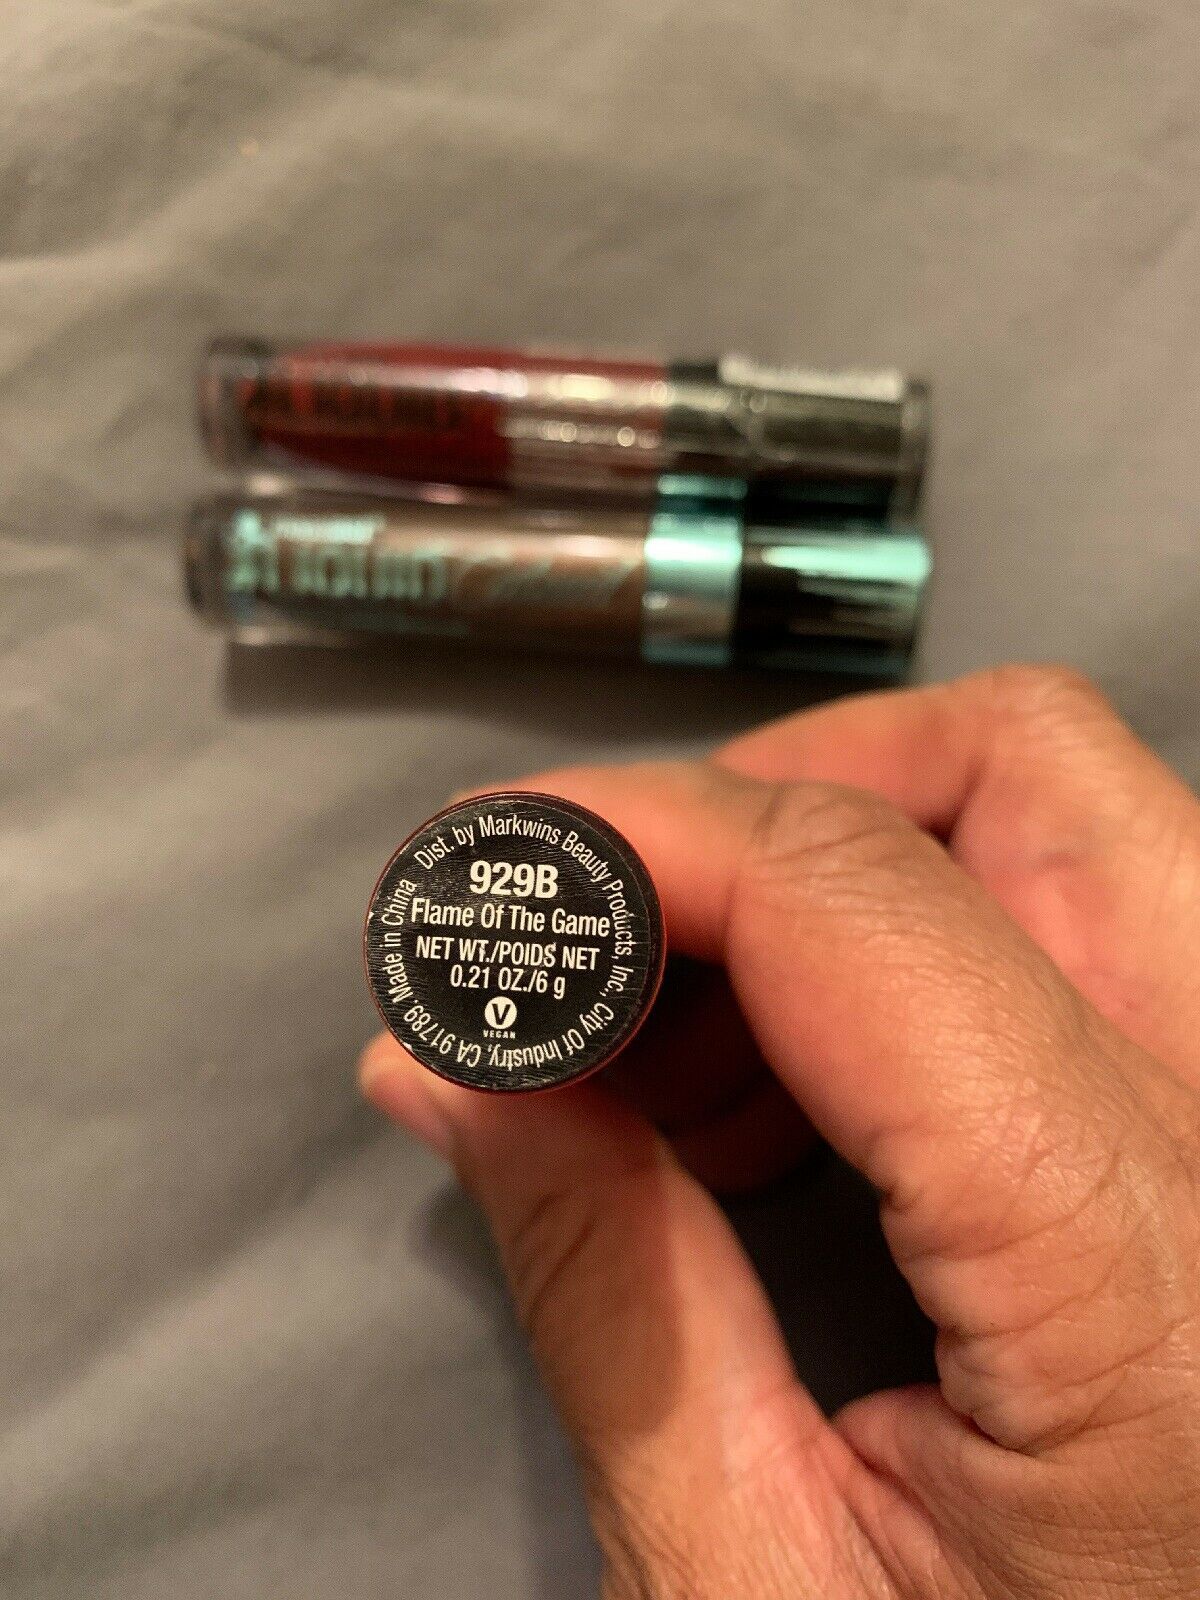 Dist. by Markwins Beauty Products, Inc., City Of Industry, CA 91789. Made in China
929B
Flame Of The Game
NET WT./POIDS NET
0.21 OZ./6 g
V
VEGAN